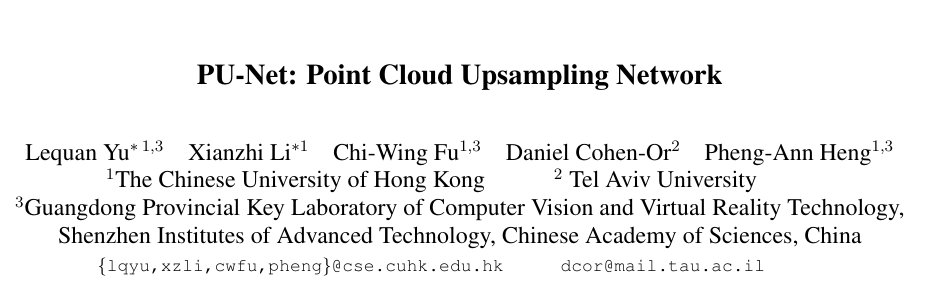 PU-Net: Point Cloud Upsampling Network
Lequan Yu*1,3 Xianzhi Li*1 Chi-Wing Fu1,3 Daniel Cohen-Or2 Pheng-Ann Heng1,3
1The Chinese University of Hong Kong 2 Tel Aviv University
3Guangdong Provincial Key Laboratory of Computer Vision and Virtual Reality Technology,
Shenzhen Institutes of Advanced Technology, Chinese Academy of Sciences, China
{lqyu,xzli,cwfu,pheng}@cse.cuhk.edu.hk dcor@mail.tau.ac.il